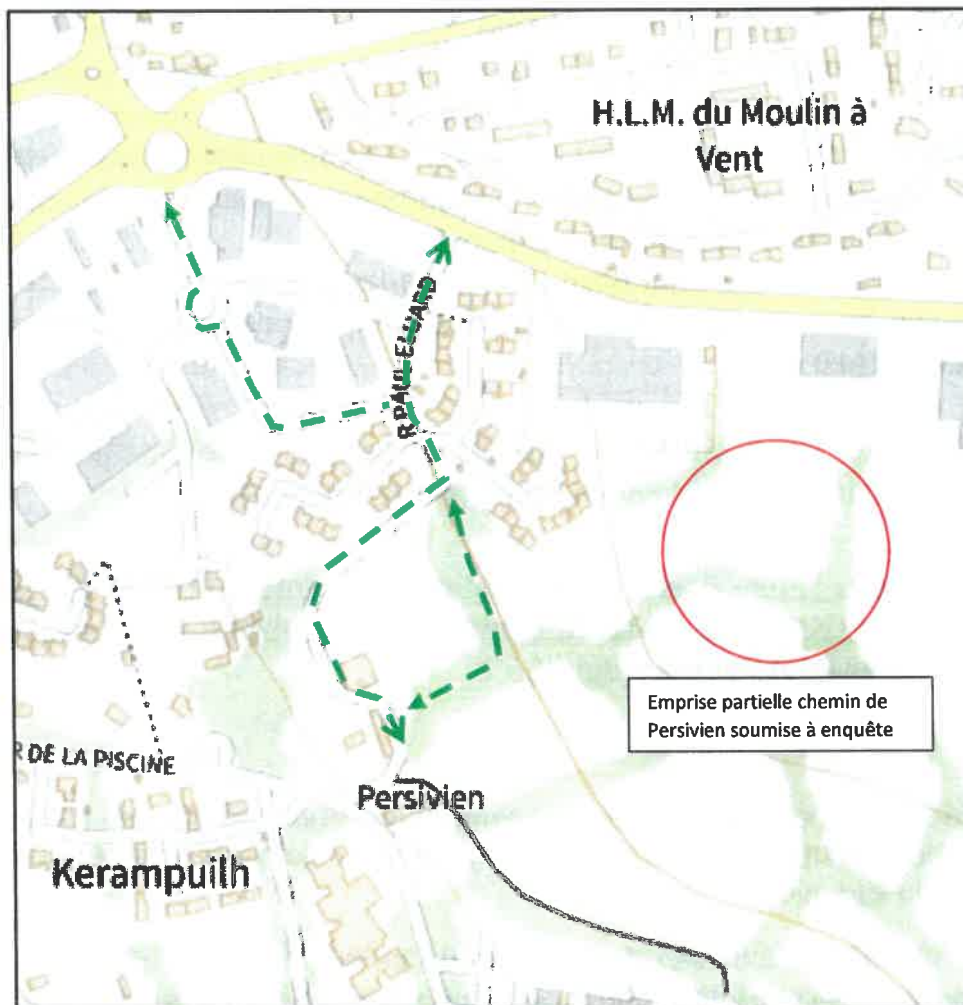 H.L.M. du Moulin à
Vent
R PAUL ELUARD
Emprise partielle chemin de
Persivien soumise à enquête
R DE LA PISCINE
Persivien
Kerampuilh